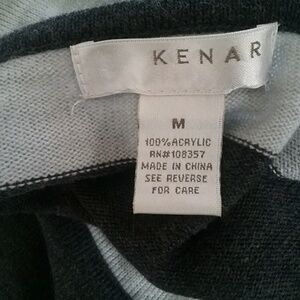 KENAR
M
100% ACRYLIC
RN#108357
MADE IN CHINA
SEE REVERSE
FOR CARE